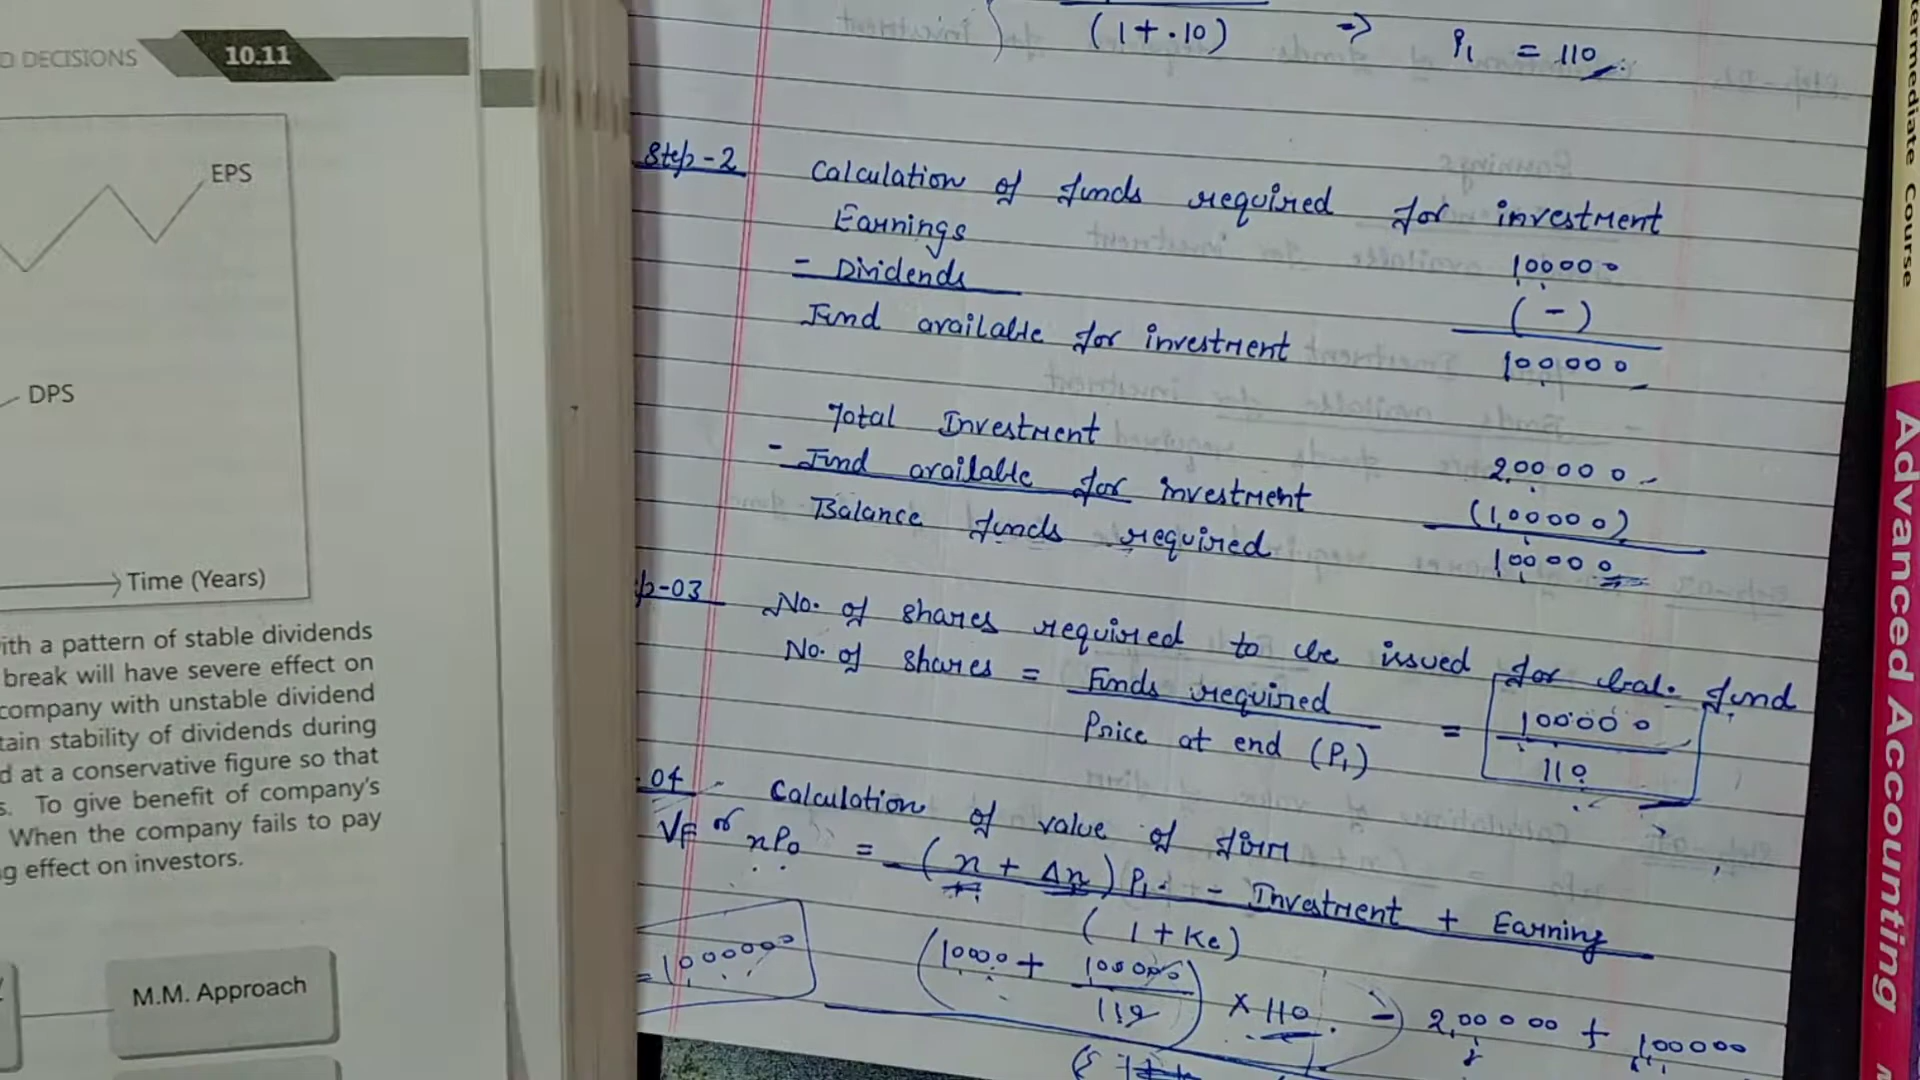 D DECISIONS
10.11
EPS
DPS
Time (Years)
ith a pattern of stable dividends
break will have severe effect on
company with unstable dividend
tain stability of dividends during
d at a conservative figure so that
s. To give benefit of company's
When the company fails to pay
g effect on investors.
M.M. Approach
(1+.10) ⇒ P1 = 110
Step-2 Calculation of funds required for investment
Earnings 100000
- Dividends (-)
Fund available for investment 100000
Total Investment 200000
- Fund available for investment (1,00000)
Balance funds required 100000
p-03 No. of shares required to be issued for bal. fund
No. of shares = Funds required / Price at end (P1) = 100000 / 110
04 - Calculation of value of firm
VF or nP0 = (n + Δn) P1 - Investment + Earning
(1+Ke)
= 1000000 (10000 + 100000 / 110) × 110 - 2,00000 + 100000
termediate Course
Advanced Accounting